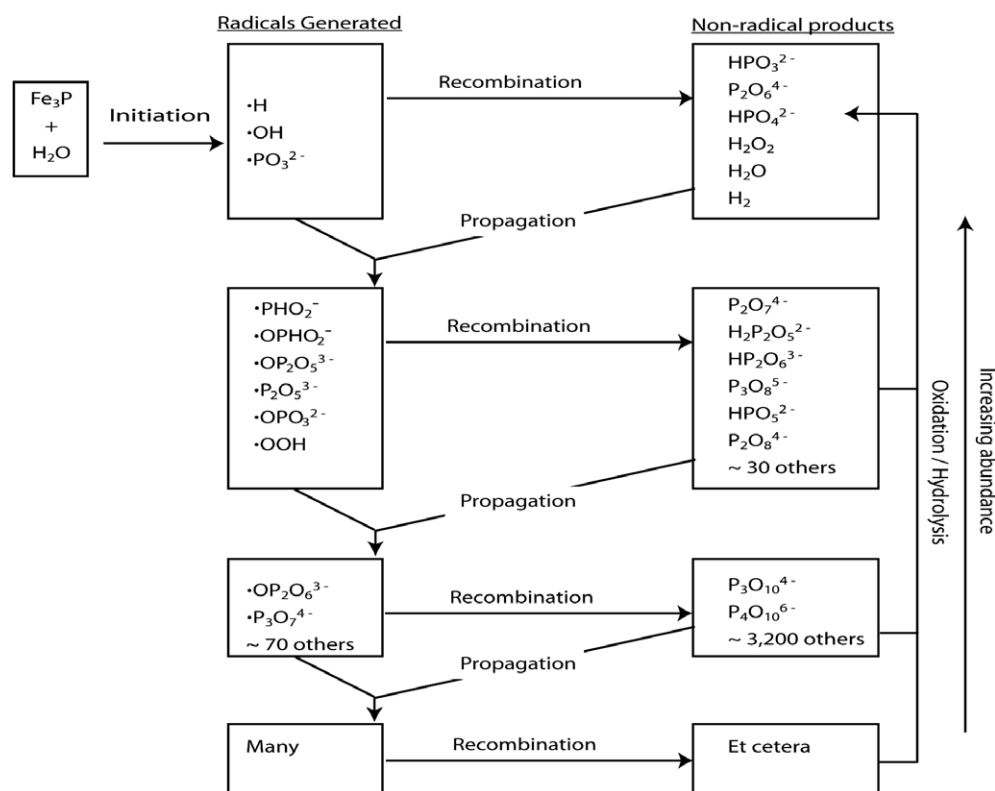 Radicals Generated
Non-radical products
Fe₃P
+
H₂O
Initiation
·H
·OH
·PO₃²⁻
Recombination
HPO₃²⁻
P₂O₆⁴⁻
HPO₄²⁻
H₂O₂
H₂O
H₂
Propagation
·PHO₂⁻
·OPHO₂⁻
·OP₂O₅³⁻
·P₂O₅³⁻
·OPO₃²⁻
·OOH
Recombination
P₂O₇⁴⁻
H₂P₂O₅²⁻
HP₂O₆³⁻
P₃O₈⁵⁻
HPO₅²⁻
P₂O₈⁴⁻
~ 30 others
Propagation
·OP₂O₆³⁻
·P₃O₇⁴⁻
~ 70 others
Recombination
P₃O₁₀⁴⁻
P₄O₁₀⁶⁻
~ 3,200 others
Propagation
Many
Recombination
Et cetera
Oxidation / Hydrolysis
Increasing abundance